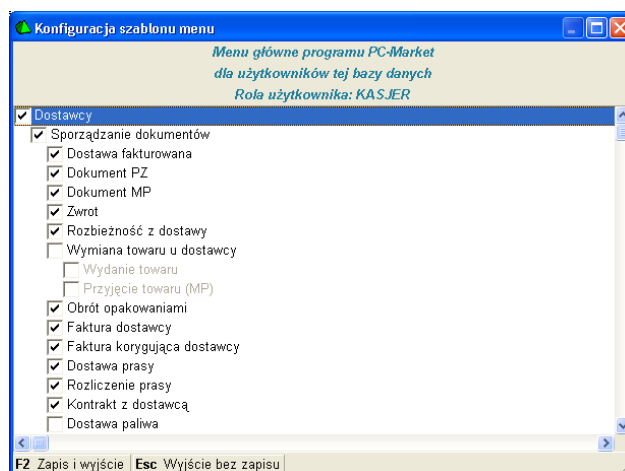 Konfiguracja szablonu menu
Menu główne programu PC-Market
dla użytkowników tej bazy danych
Rola użytkownika: KASJER
Dostawcy
Sporządzanie dokumentów
Dostawa fakturowana
Dokument PZ
Dokument MP
Zwrot
Rozbieżność z dostawy
Wymiana towaru u dostawcy
Wydanie towaru
Przyjęcie towaru (MP)
Obrót opakowaniami
Faktura dostawcy
Faktura korygująca dostawcy
Dostawa prasy
Rozliczenie prasy
Kontrakt z dostawcą
Dostawa paliwa
F2 Zapis i wyjście Esc Wyjście bez zapisu